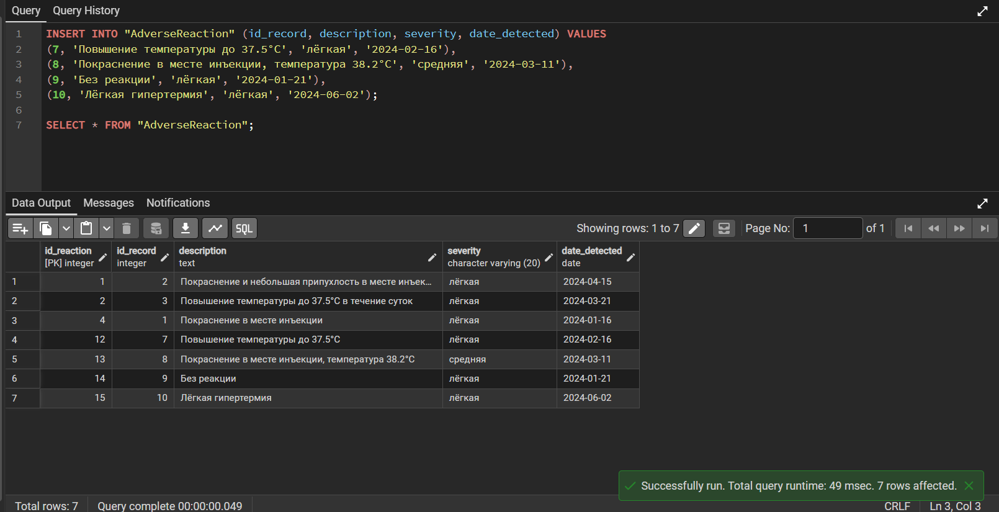 Query Query History
1 INSERT INTO "AdverseReaction" (id_record, description, severity, date_detected) VALUES
2 (7, 'Повышение температуры до 37.5°C', 'лёгкая', '2024-02-16'),
3 (8, 'Покраснение в месте инъекции, температура 38.2°C', 'средняя', '2024-03-11'),
4 (9, 'Без реакции', 'лёгкая', '2024-01-21'),
5 (10, 'Лёгкая гипертермия', 'лёгкая', '2024-06-02');
6
7 SELECT * FROM "AdverseReaction";
Data Output Messages Notifications
SQL Showing rows: 1 to 7 Page No: 1 of 1
id_reaction id_record description severity date_detected
[PK] integer integer text character varying (20) date
1 1 2 Покраснение и небольшая припухлость в месте инъек... лёгкая 2024-04-15
2 2 3 Повышение температуры до 37.5°C в течение суток лёгкая 2024-03-21
3 4 1 Покраснение в месте инъекции лёгкая 2024-01-16
4 12 7 Повышение температуры до 37.5°C лёгкая 2024-02-16
5 13 8 Покраснение в месте инъекции, температура 38.2°C средняя 2024-03-11
6 14 9 Без реакции лёгкая 2024-01-21
7 15 10 Лёгкая гипертермия лёгкая 2024-06-02
Successfully run. Total query runtime: 49 msec. 7 rows affected.
Total rows: 7 Query complete 00:00:00.049 CRLF Ln 3, Col 3